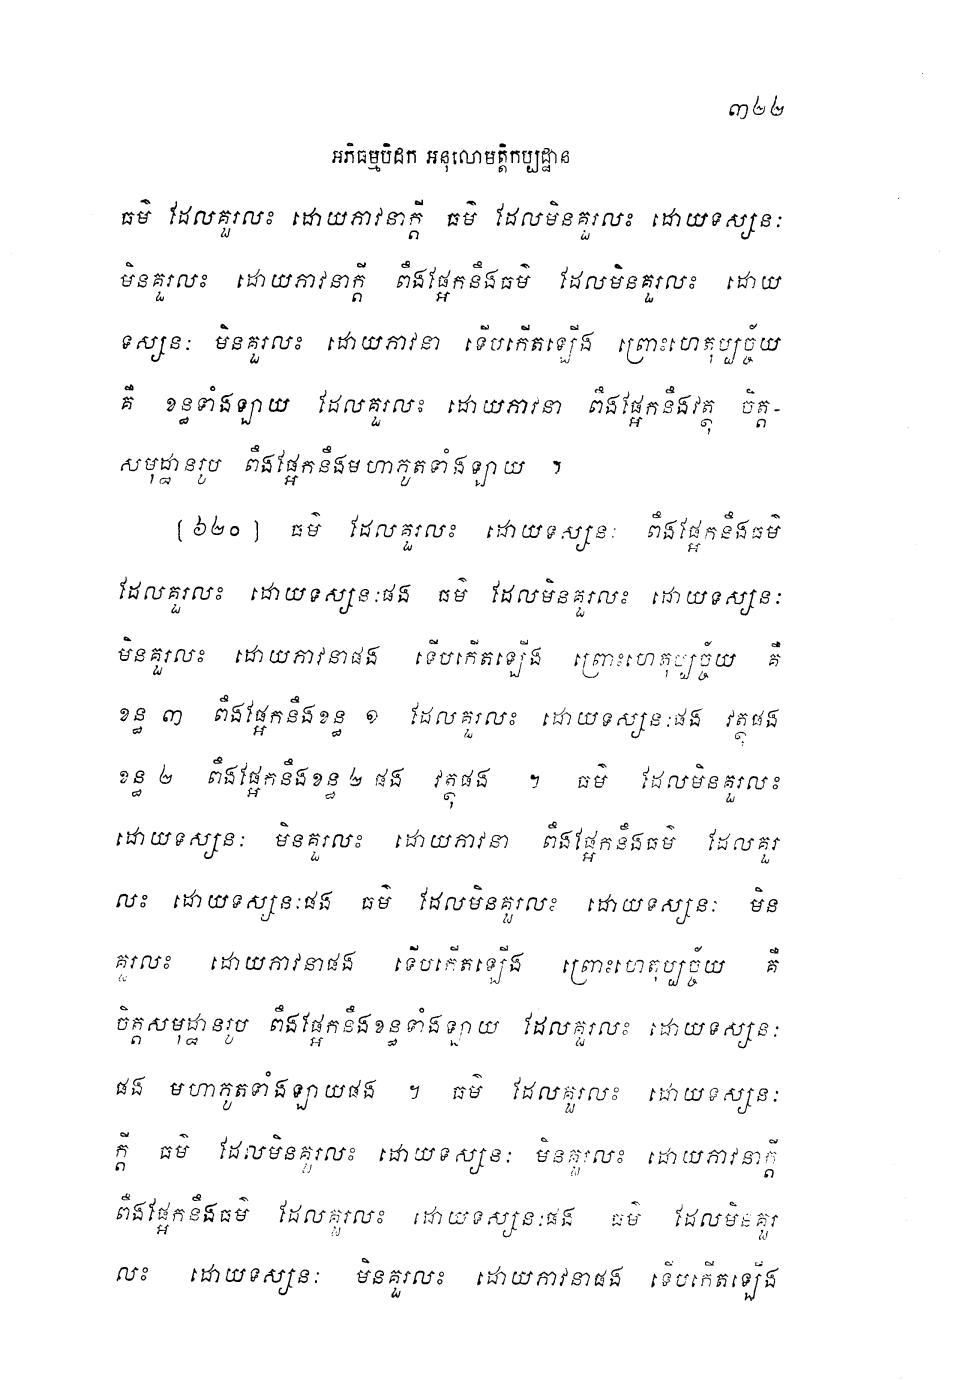 ៣២២
អភិធម្មបិដក អនុលោមត្តិកប្បដ្ឋាន
ធម៌ ដែលគួរលះ ដោយភាវនាក្តី ធម៌ ដែលមិនគួរលះ ដោយទស្សនៈ
មិនគួរលះ ដោយភាវនាក្តី ពឹងផ្អែកនឹងធម៌ ដែលមិនគួរលះ ដោយ
ទស្សនៈ មិនគួរលះ ដោយភាវនា ទើបកើតឡើង ព្រោះហេតុប្បច្ច័យ
គឺ ខន្ធទាំងឡាយ ដែលគួរលះ ដោយភាវនា ពឹងផ្អែកនឹងវត្ថុ ចិត្ត-
សមុដ្ឋានរូប ពឹងផ្អែកនឹងមហាភូតទាំងឡាយ ។
[៦២០] ធម៌ ដែលគួរលះ ដោយទស្សនៈ ពឹងផ្អែកនឹងធម៌
ដែលគួរលះ ដោយទស្សនៈផង ធម៌ ដែលមិនគួរលះ ដោយទស្សនៈ
មិនគួរលះ ដោយភាវនាផង ទើបកើតឡើង ព្រោះហេតុប្បច្ច័យ គឺ
ខន្ធ ៣ ពឹងផ្អែកនឹងខន្ធ ១ ដែលគួរលះ ដោយទស្សនៈផង វត្ថុផង
ខន្ធ ២ ពឹងផ្អែកនឹងខន្ធ ២ ផង វត្ថុផង ។ ធម៌ ដែលមិនគួរលះ
ដោយទស្សនៈ មិនគួរលះ ដោយភាវនា ពឹងផ្អែកនឹងធម៌ ដែលគួរ
លះ ដោយទស្សនៈផង ធម៌ ដែលមិនគួរលះ ដោយទស្សនៈ មិន
គួរលះ ដោយភាវនាផង ទើបកើតឡើង ព្រោះហេតុប្បច្ច័យ គឺ
ចិត្តសមុដ្ឋានរូប ពឹងផ្អែកនឹងខន្ធទាំងឡាយ ដែលគួរលះ ដោយទស្សនៈ
ផង មហាភូតទាំងឡាយផង ។ ធម៌ ដែលគួរលះ ដោយទស្សនៈ
ក្តី ធម៌ ដែលមិនគួរលះ ដោយទស្សនៈ មិនគួរលះ ដោយភាវនាក្តី
ពឹងផ្អែកនឹងធម៌ ដែលគួរលះ ដោយទស្សនៈផង ធម៌ ដែលមិនគួរ
លះ ដោយទស្សនៈ មិនគួរលះ ដោយភាវនាផង ទើបកើតឡើង